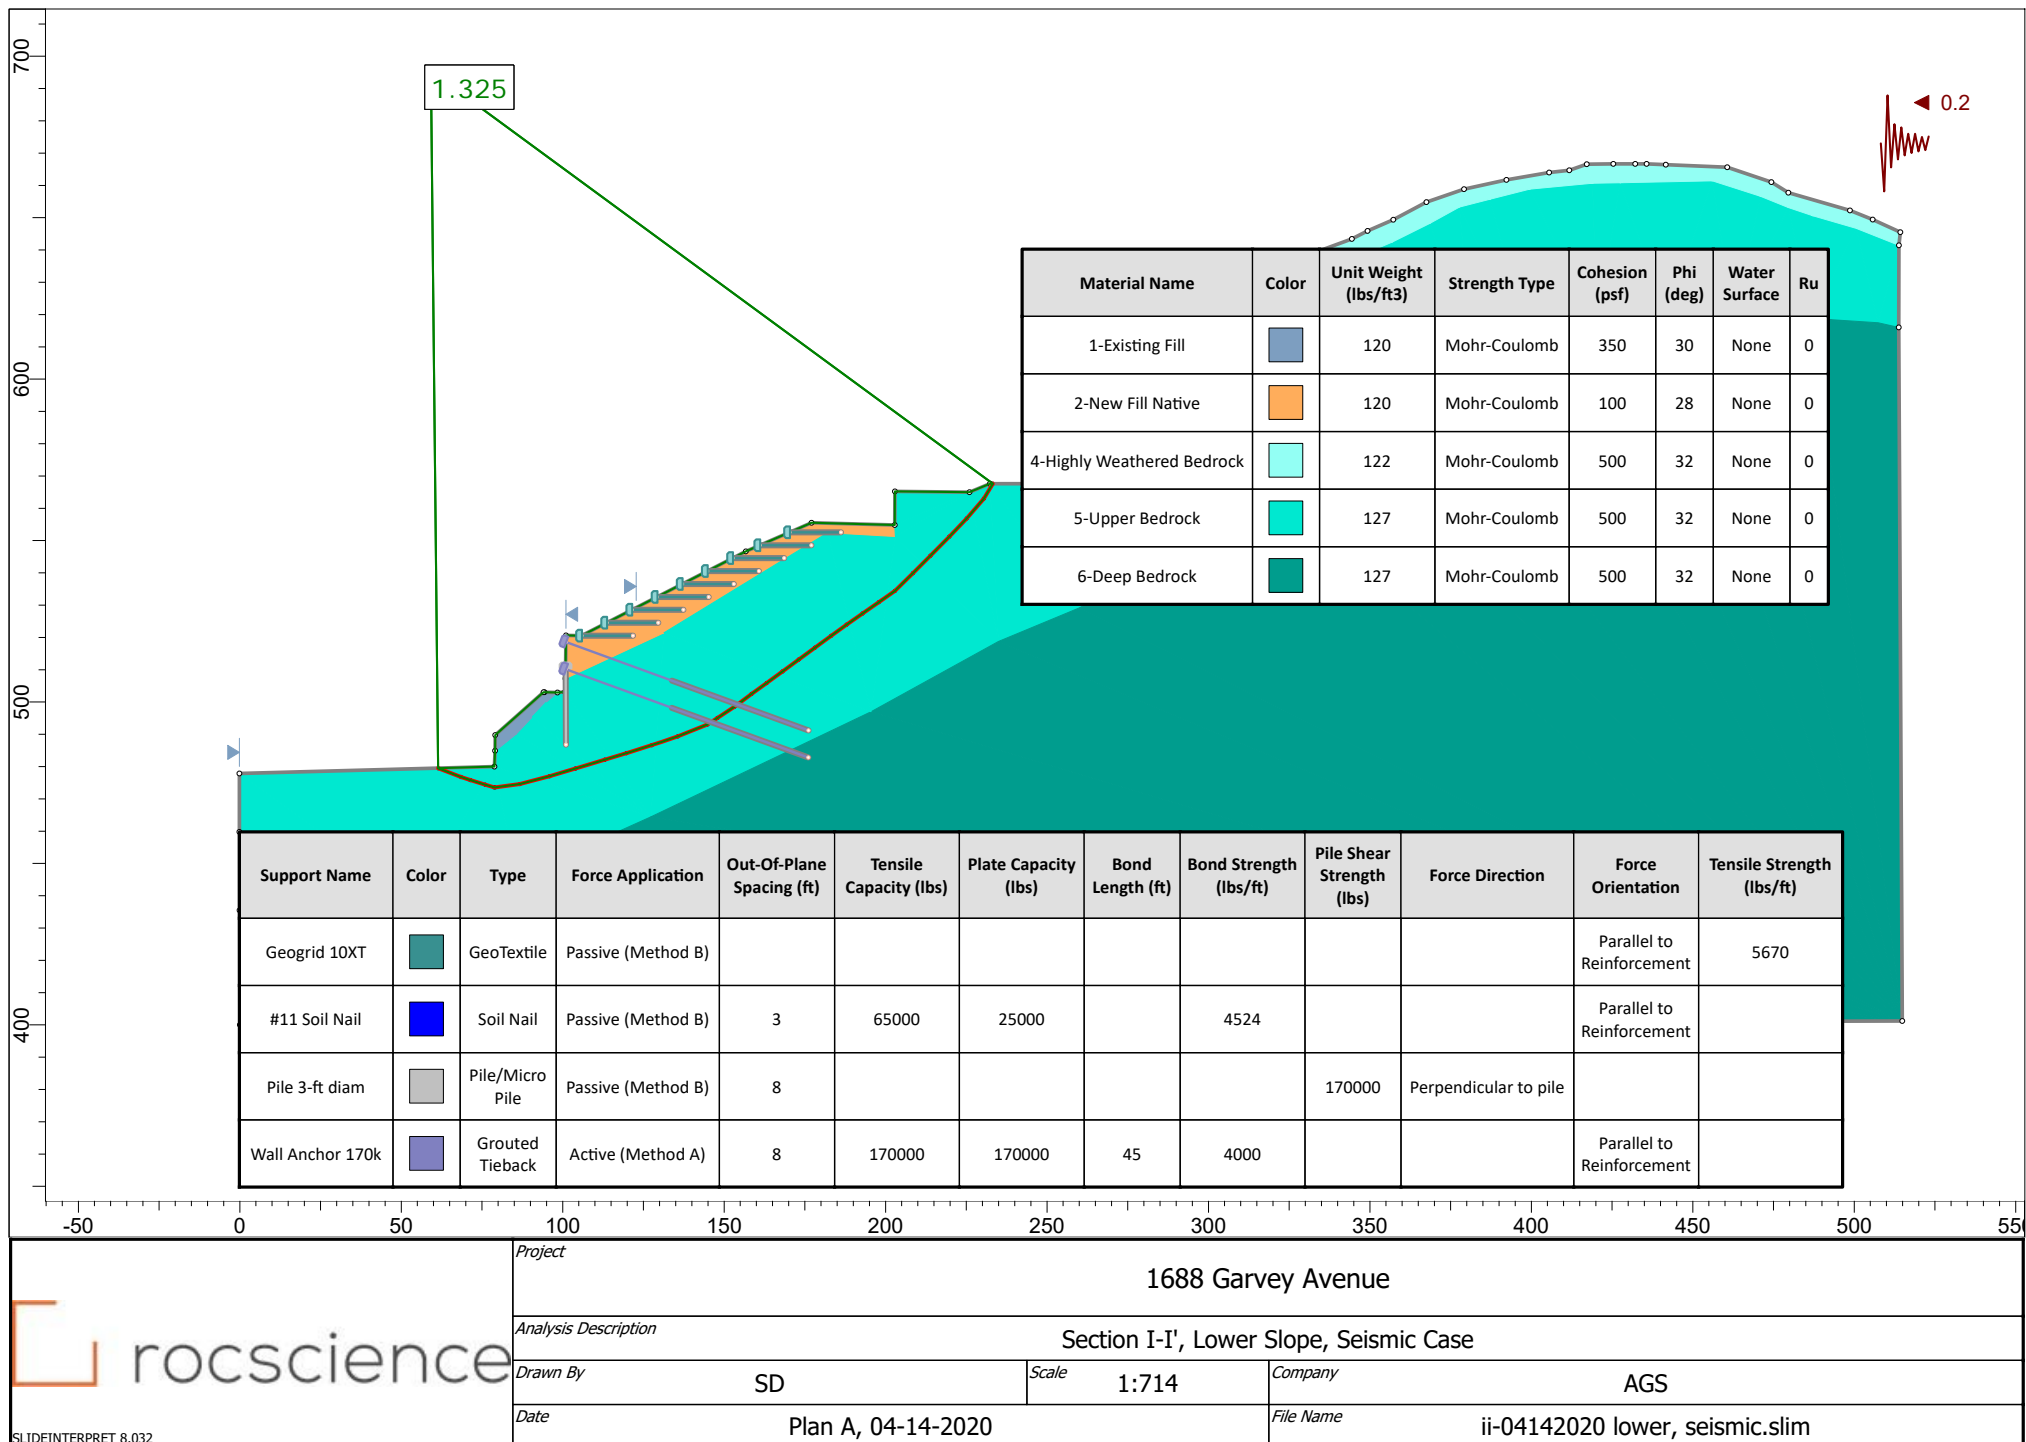 700
600
500
400
1.325
0.2
Material Name Color Unit Weight (lbs/ft3) Strength Type Cohesion (psf) Phi (deg) Water Surface Ru
1-Existing Fill 120 Mohr-Coulomb 350 30 None 0
2-New Fill Native 120 Mohr-Coulomb 100 28 None 0
4-Highly Weathered Bedrock 122 Mohr-Coulomb 500 32 None 0
5-Upper Bedrock 127 Mohr-Coulomb 500 32 None 0
6-Deep Bedrock 127 Mohr-Coulomb 500 32 None 0
Support Name Color Type Force Application Out-Of-Plane Spacing (ft) Tensile Capacity (lbs) Plate Capacity (lbs) Bond Length (ft) Bond Strength (lbs/ft) Pile Shear Strength (lbs) Force Direction Force Orientation Tensile Strength (lbs/ft)
Geogrid 10XT GeoTextile Passive (Method B) Parallel to Reinforcement 5670
#11 Soil Nail Soil Nail Passive (Method B) 3 65000 25000 4524 Parallel to Reinforcement
Pile 3-ft diam Pile/Micro Pile Passive (Method B) 8 170000 Perpendicular to pile
Wall Anchor 170k Grouted Tieback Active (Method A) 8 170000 170000 45 4000 Parallel to Reinforcement
-50 0 50 100 150 200 250 300 350 400 450 500 550
rocscience
SLIDEINTERPRET 8.032
Project
1688 Garvey Avenue
Analysis Description
Section I-I', Lower Slope, Seismic Case
Drawn By SD Scale 1:714 Company AGS
Date Plan A, 04-14-2020 File Name ii-04142020 lower, seismic.slim